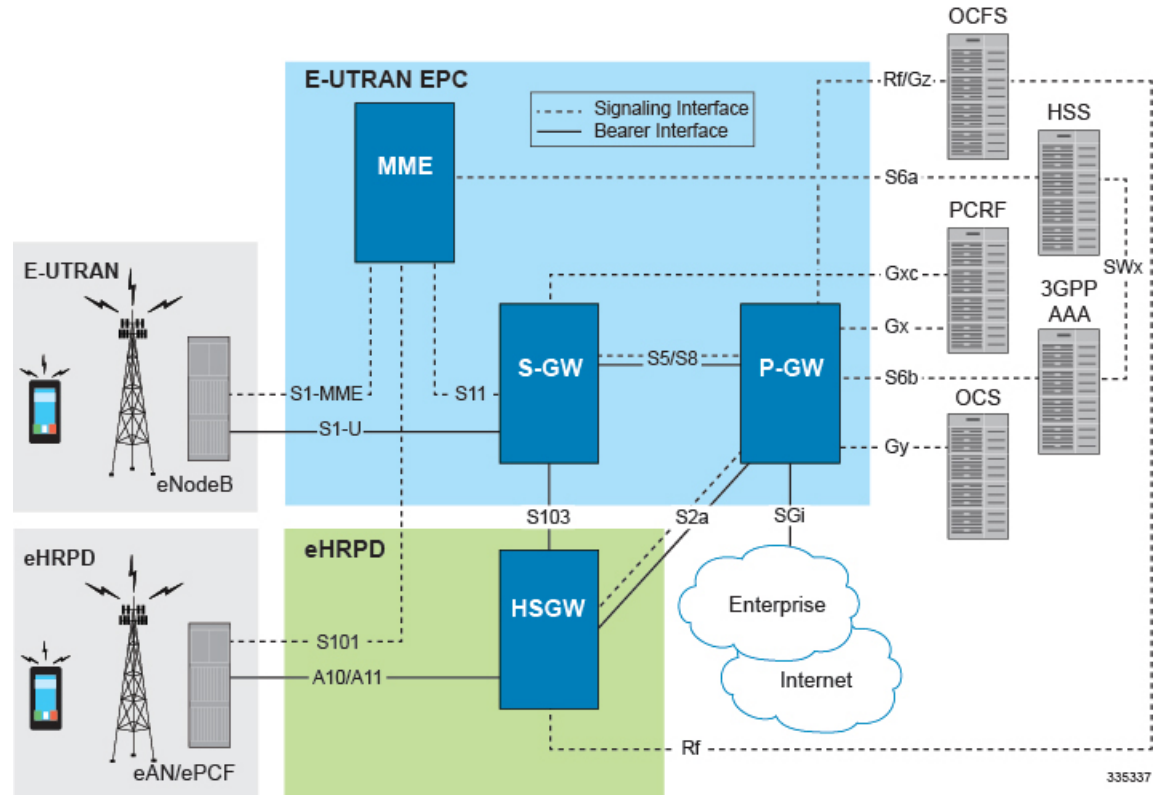 OCFS
E-UTRAN EPC
Rf/Gz
Signaling Interface
Bearer Interface
HSS
MME
S6a
PCRF
E-UTRAN
Gxc
SWx
3GPP
AAA
Gx
S-GW
S5/S8
P-GW
S6b
S1-MME
S11
OCS
S1-U
Gy
eNodeB
S103
S2a
SGi
eHRPD
eHRPD
HSGW
Enterprise
S101
A10/A11
Internet
Rf
eAN/ePCF
335337